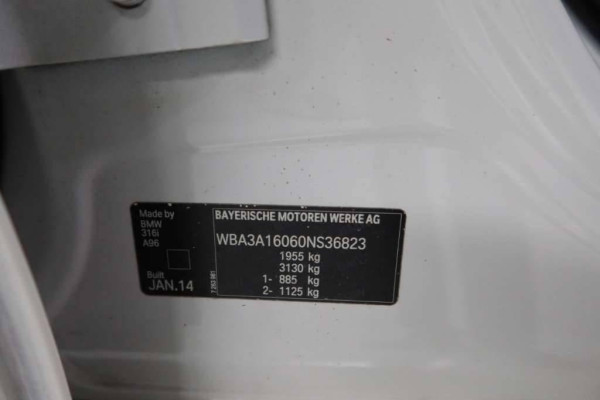 Made by
BMW
316i
A96
Built
JAN.14
BAYERISCHE MOTOREN WERKE AG
WBA3A16060NS36823
1955 kg
3130 kg
1- 885 kg
2- 1125 kg